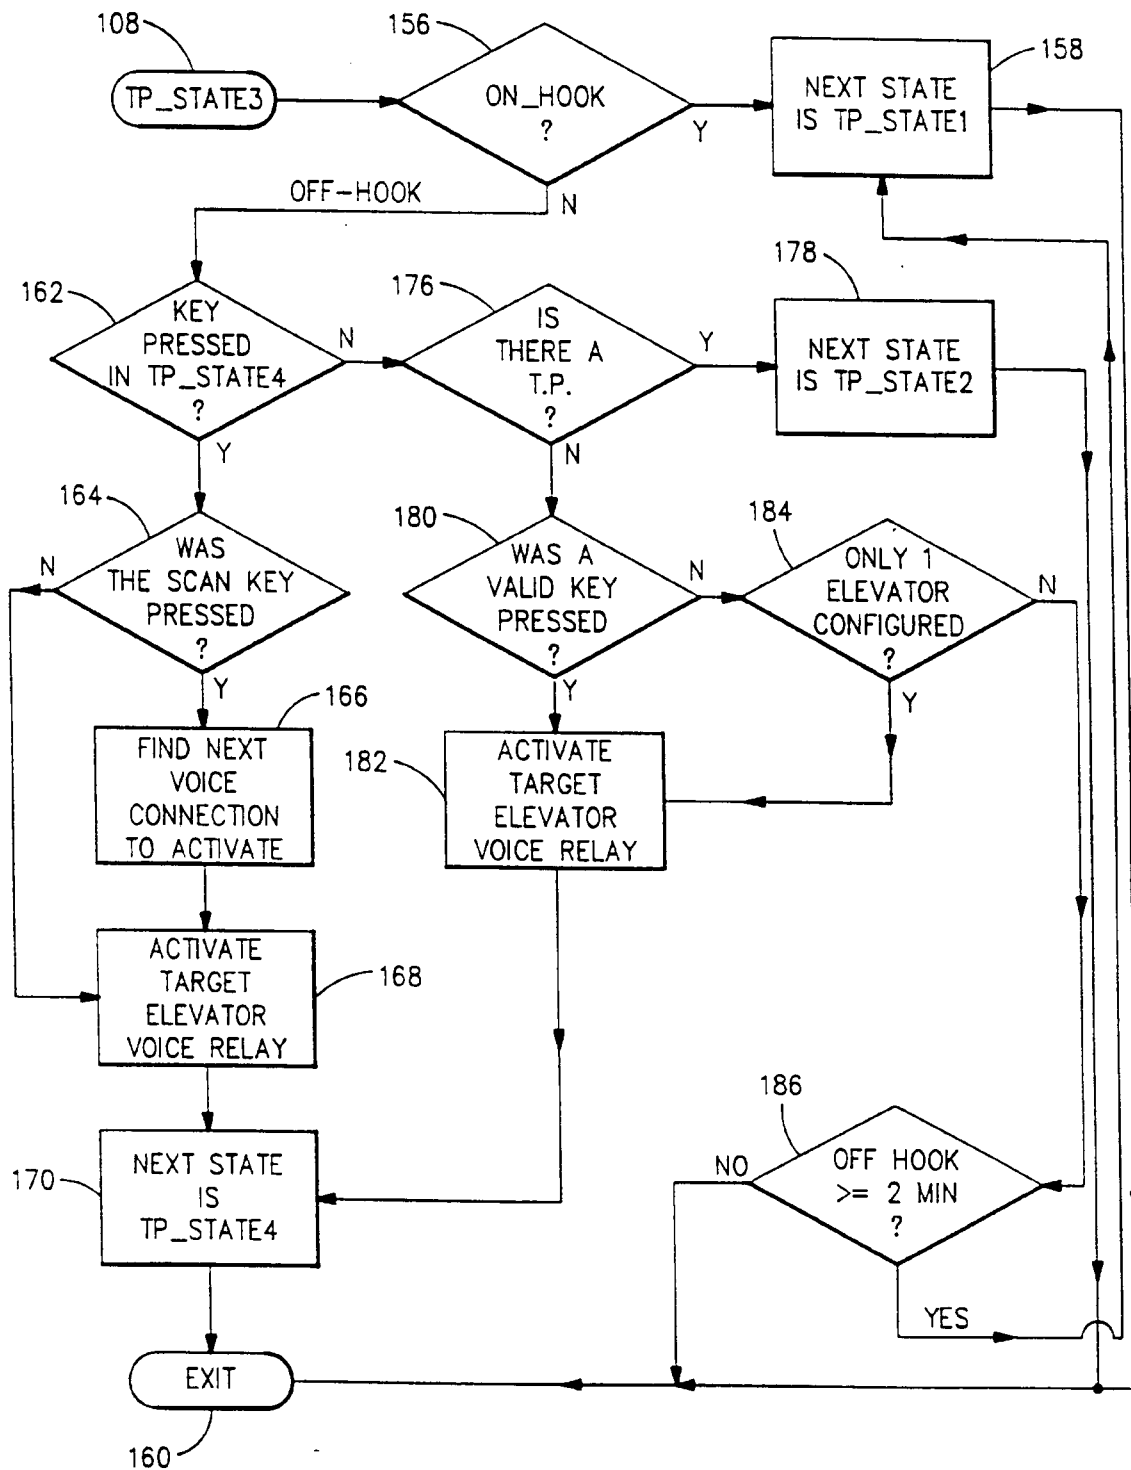 108
TP_STATE3
156
ON_HOOK
?
Y
N
158
NEXT STATE
IS TP_STATE1
OFF-HOOK
162
KEY
PRESSED
IN TP_STATE4
?
N
Y
176
IS
THERE A
T.P.
?
Y
N
178
NEXT STATE
IS TP_STATE2
164
WAS
THE SCAN KEY
PRESSED
?
N
Y
180
WAS A
VALID KEY
PRESSED
?
N
Y
184
ONLY 1
ELEVATOR
CONFIGURED
?
N
Y
166
FIND NEXT
VOICE
CONNECTION
TO ACTIVATE
182
ACTIVATE
TARGET
ELEVATOR
VOICE RELAY
168
ACTIVATE
TARGET
ELEVATOR
VOICE RELAY
170
NEXT STATE
IS
TP_STATE4
186
OFF HOOK
>= 2 MIN
?
NO
YES
EXIT
160